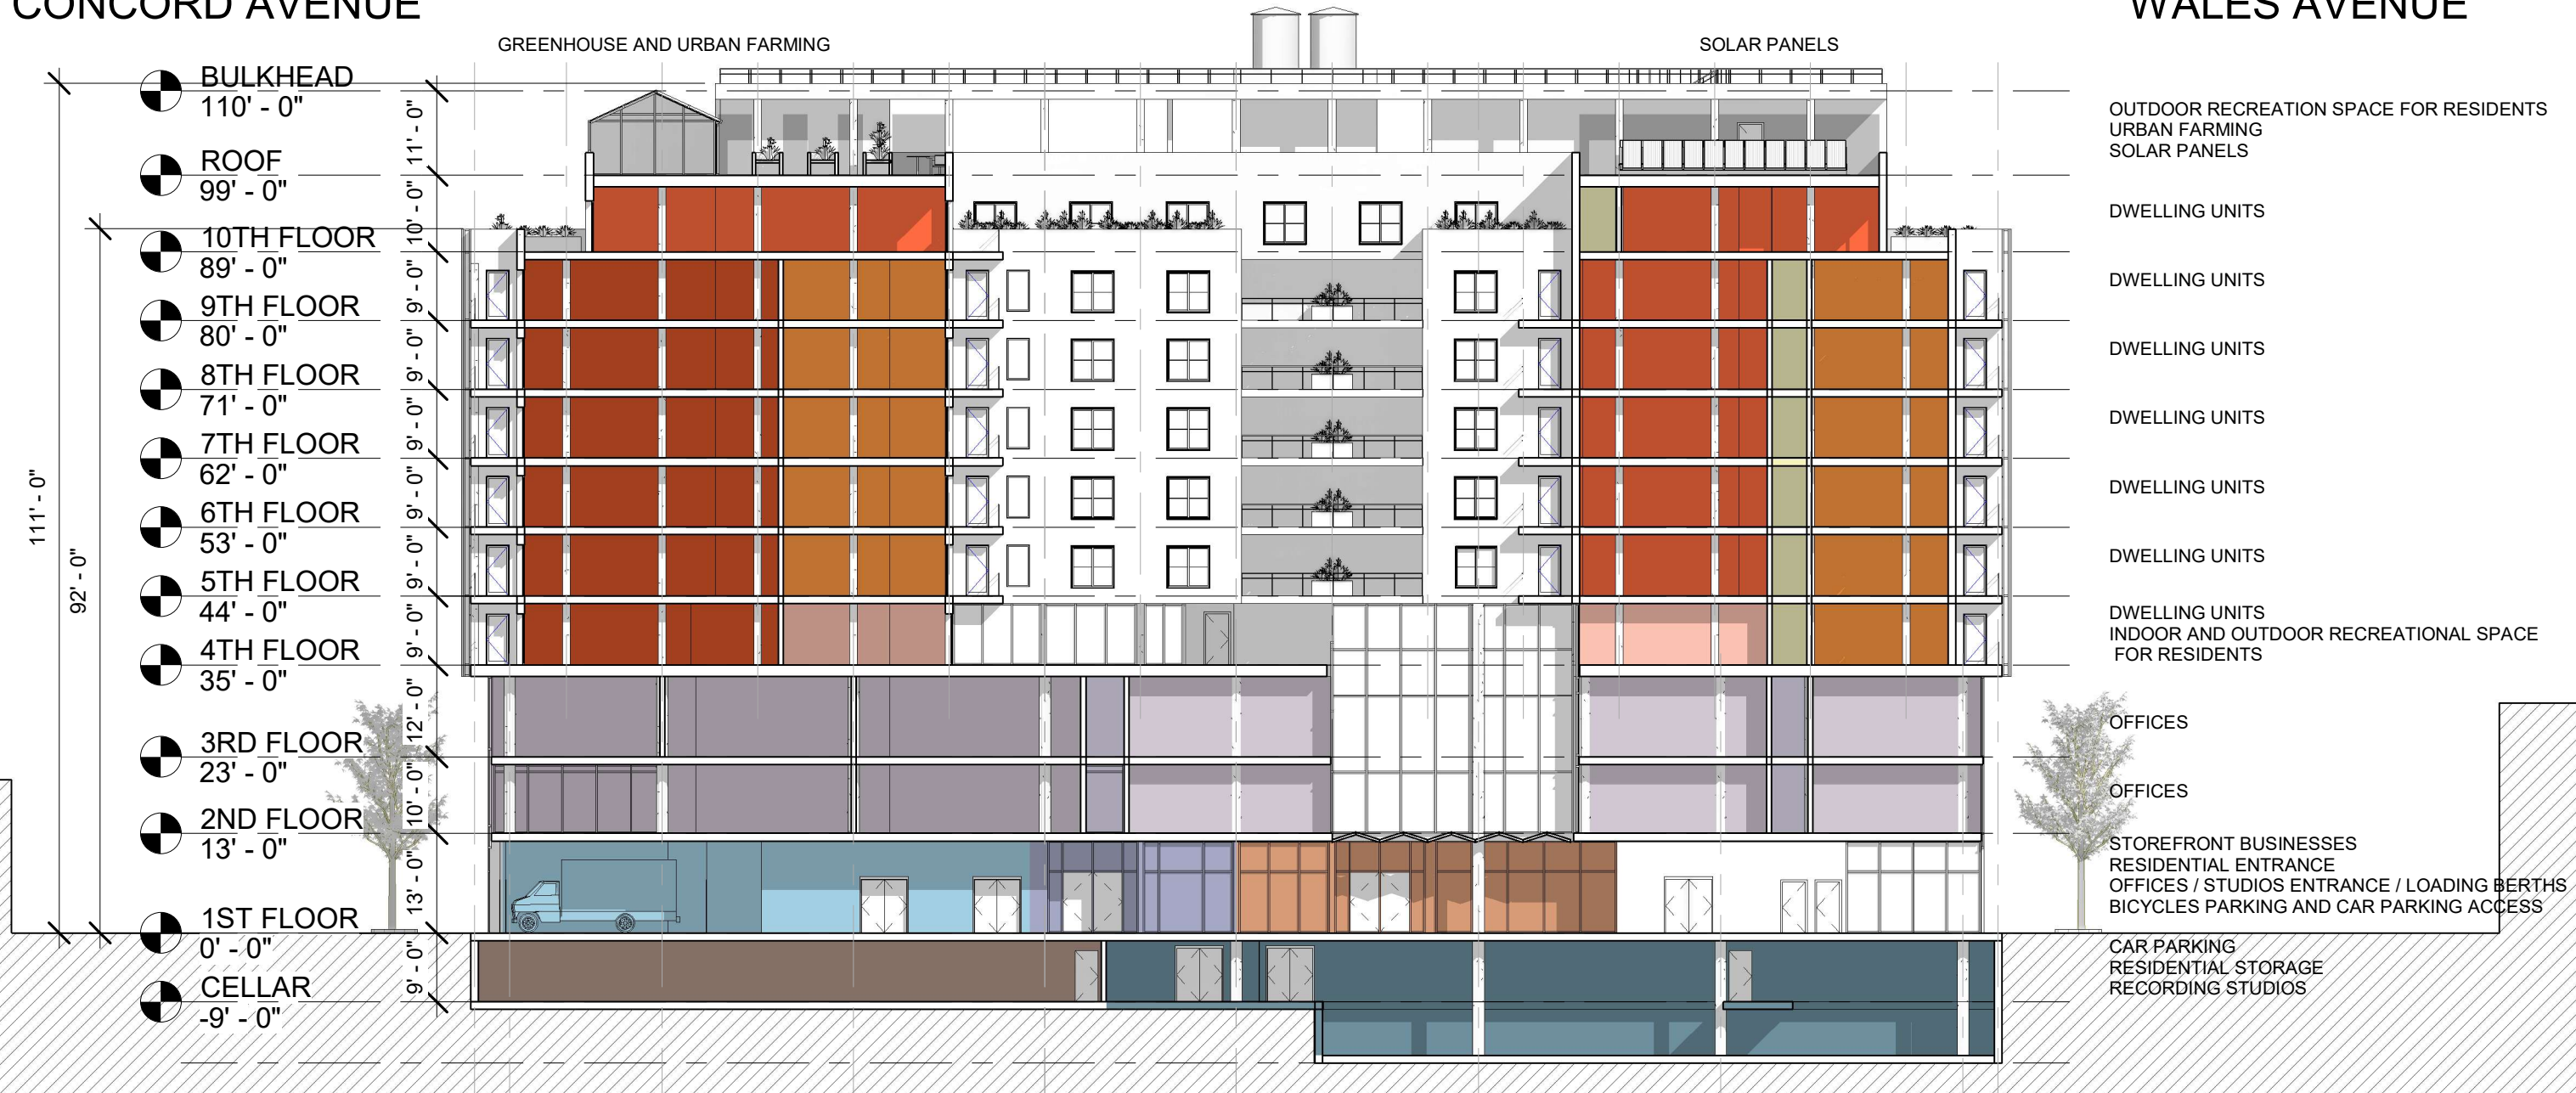 CONCORD AVENUE
WALES AVENUE
GREENHOUSE AND URBAN FARMING
SOLAR PANELS
BULKHEAD
110' - 0"
11' - 0"
OUTDOOR RECREATION SPACE FOR RESIDENTS
URBAN FARMING
SOLAR PANELS
ROOF
99' - 0"
10' - 0"
DWELLING UNITS
10TH FLOOR
89' - 0"
9' - 0"
DWELLING UNITS
9TH FLOOR
80' - 0"
9' - 0"
DWELLING UNITS
8TH FLOOR
71' - 0"
9' - 0"
DWELLING UNITS
7TH FLOOR
62' - 0"
9' - 0"
DWELLING UNITS
6TH FLOOR
53' - 0"
9' - 0"
DWELLING UNITS
5TH FLOOR
44' - 0"
9' - 0"
DWELLING UNITS
INDOOR AND OUTDOOR RECREATIONAL SPACE
FOR RESIDENTS
4TH FLOOR
35' - 0"
12' - 0"
OFFICES
3RD FLOOR
23' - 0"
10' - 0"
OFFICES
2ND FLOOR
13' - 0"
13' - 0"
STOREFRONT BUSINESSES
RESIDENTIAL ENTRANCE
OFFICES / STUDIOS ENTRANCE / LOADING BERTHS
BICYCLES PARKING AND CAR PARKING ACCESS
1ST FLOOR
0' - 0"
9' - 0"
CAR PARKING
RESIDENTIAL STORAGE
RECORDING STUDIOS
CELLAR
-9' - 0"
111' - 0"
92' - 0"